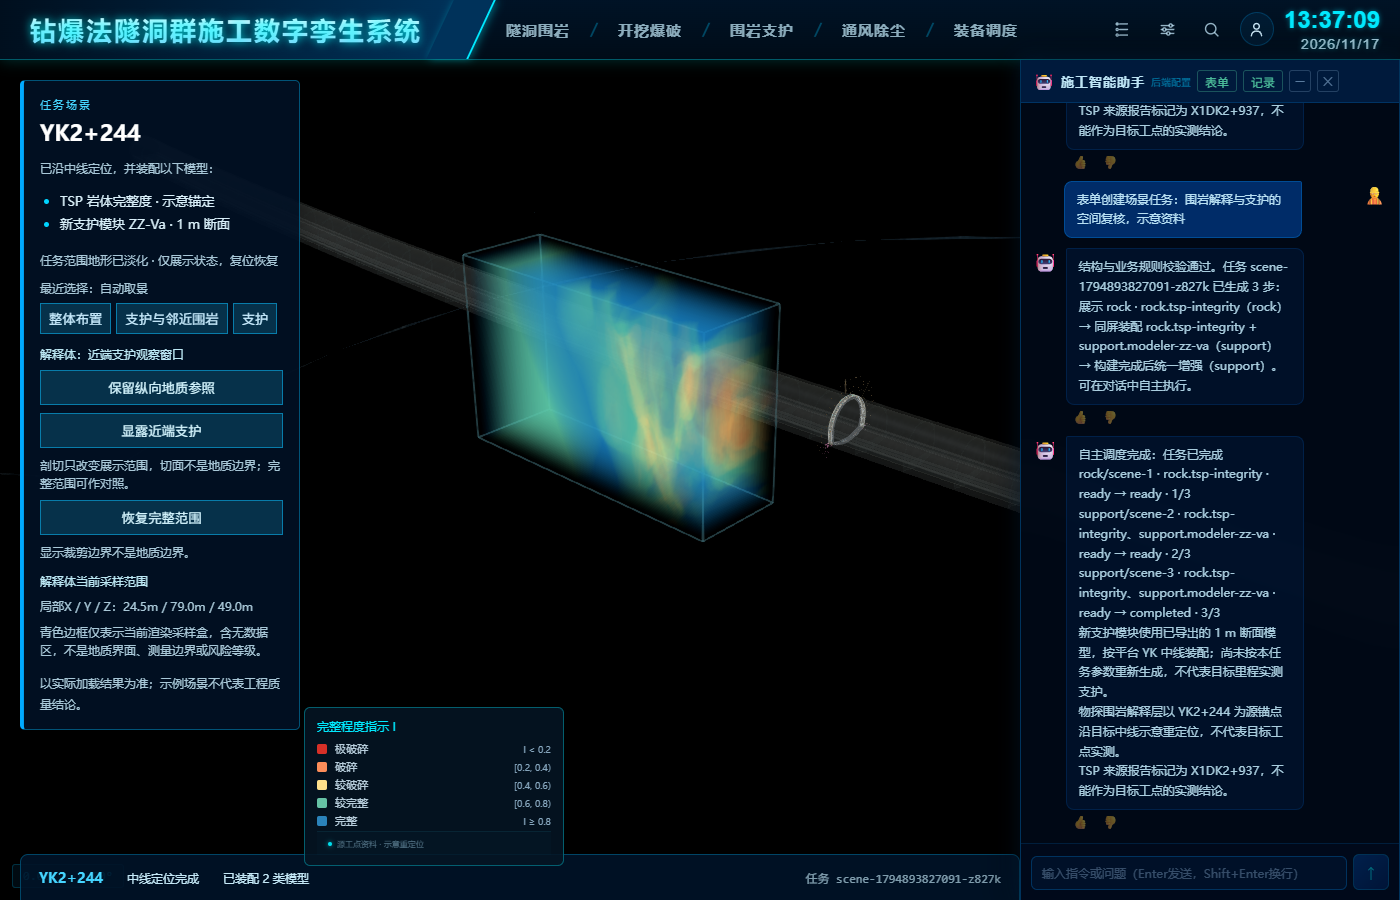 钻爆法隧洞群施工数字孪生系统
隧洞围岩 / 开挖爆破 / 围岩支护 / 通风除尘 / 装备调度
13:37:09
2026/11/17
任务场景
YK2+244
已沿中线定位，并装配以下模型：
TSP 岩体完整度 · 示意锚定
新支护模块 ZZ-Va · 1 m 断面
任务范围地形已淡化 · 仅展示状态，复位恢复
最近选择：自动取景
整体布置 支护与邻近围岩 支护
解释体：近端支护观察窗口
保留纵向地质参照
显露近端支护
剖切只改变展示范围，切面不是地质边界；完
整范围可作对照。
恢复完整范围
显示裁剪边界不是地质边界。
解释体当前采样范围
局部X / Y / Z：24.5m / 79.0m / 49.0m
青色边框仅表示当前渲染采样盒，含无数据
区，不是地质界面、测量边界或风险等级。
以实际加载结果为准；示例场景不代表工程质
量结论。
完整程度指示 I
极破碎 I < 0.2
破碎 [0.2, 0.4)
较破碎 [0.4, 0.6)
较完整 [0.6, 0.8)
完整 I ≥ 0.8
源工点资料 · 示意重定位
YK2+244 中线定位完成 已装配 2 类模型 任务 scene-1794893827091-z827k
施工智能助手 后端配置 表单 记录
TSP 来源报告标记为 X1DK2+937，不
能作为目标工点的实测结论。
表单创建场景任务：围岩解释与支护的
空间复核，示意资料
结构与业务规则校验通过。任务 scene-
1794893827091-z827k 已生成 3 步：
展示 rock · rock.tsp-integrity（rock）
→ 同屏装配 rock.tsp-integrity +
support.modeler-zz-va（support）
→ 构建完成后统一增强（support）。
可在对话中自主执行。
自主调度完成：任务已完成
rock/scene-1 · rock.tsp-integrity ·
ready → ready · 1/3
support/scene-2 · rock.tsp-
integrity、support.modeler-zz-va ·
ready → ready · 2/3
support/scene-3 · rock.tsp-
integrity、support.modeler-zz-va ·
ready → completed · 3/3
新支护模块使用已导出的 1 m 断面模
型，按平台 YK 中线装配；尚未按本任
务参数重新生成，不代表目标里程实测
支护。
物探围岩解释层以 YK2+244 为源锚点
沿目标中线示意重定位，不代表目标工
点实测。
TSP 来源报告标记为 X1DK2+937，不
能作为目标工点的实测结论。
输入指令或问题（Enter发送，Shift+Enter换行）